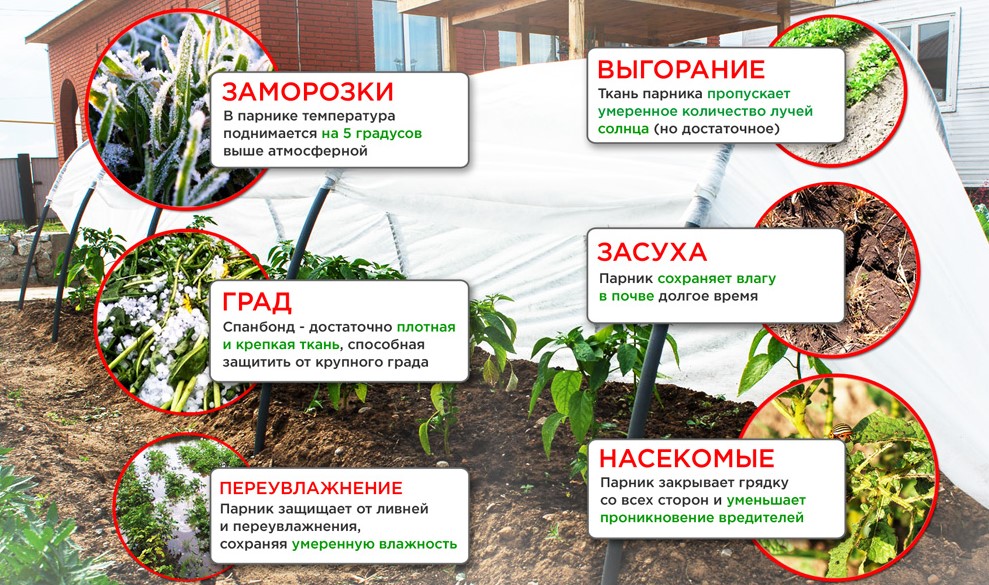 ЗАМОРОЗКИ
В парнике температура
поднимается на 5 градусов
выше атмосферной
ГРАД
Спанбонд - достаточно плотная
и крепкая ткань, способная
защитить от крупного града
ПЕРЕУВЛАЖНЕНИЕ
Парник защищает от ливней
и переувлажнения,
сохраняя умеренную влажность
ВЫГОРАНИЕ
Ткань парника пропускает
умеренное количество лучей
солнца (но достаточное)
ЗАСУХА
Парник сохраняет влагу
в почве долгое время
НАСЕКОМЫЕ
Парник закрывает грядку
со всех сторон и уменьшает
проникновение вредителей